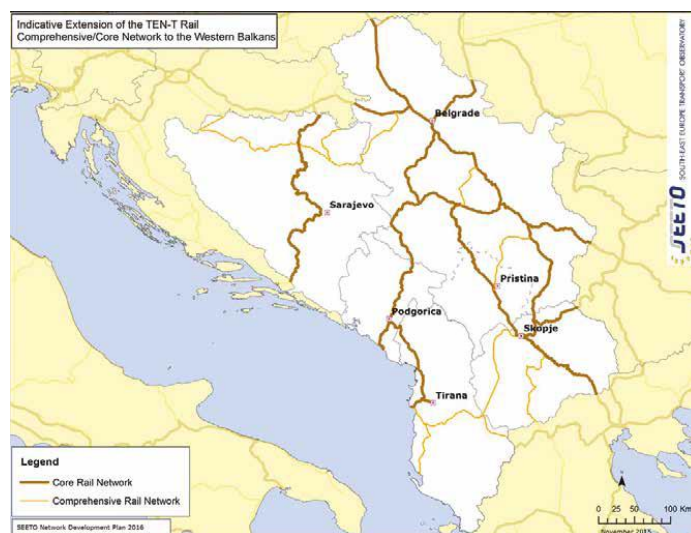 Indicative Extension of the TEN-T Rail
Comprehensive/Core Network to the Western Balkans
SEETO SOUTH EAST EUROPE TRANSPORT OBSERVATORY
Belgrade
Sarajevo
Pristina
Podgorica
Skopje
Tirana
Legend
Core Rail Network
Comprehensive Rail Network
0 25 50 100 Km
SEETO Network Development Plan 2016
November 2015